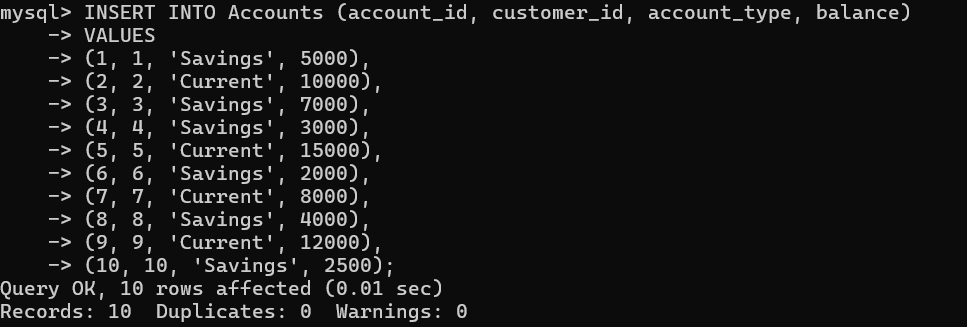 mysql> INSERT INTO Accounts (account_id, customer_id, account_type, balance)
    -> VALUES
    -> (1, 1, 'Savings', 5000),
    -> (2, 2, 'Current', 10000),
    -> (3, 3, 'Savings', 7000),
    -> (4, 4, 'Savings', 3000),
    -> (5, 5, 'Current', 15000),
    -> (6, 6, 'Savings', 2000),
    -> (7, 7, 'Current', 8000),
    -> (8, 8, 'Savings', 4000),
    -> (9, 9, 'Current', 12000),
    -> (10, 10, 'Savings', 2500);
Query OK, 10 rows affected (0.01 sec)
Records: 10  Duplicates: 0  Warnings: 0